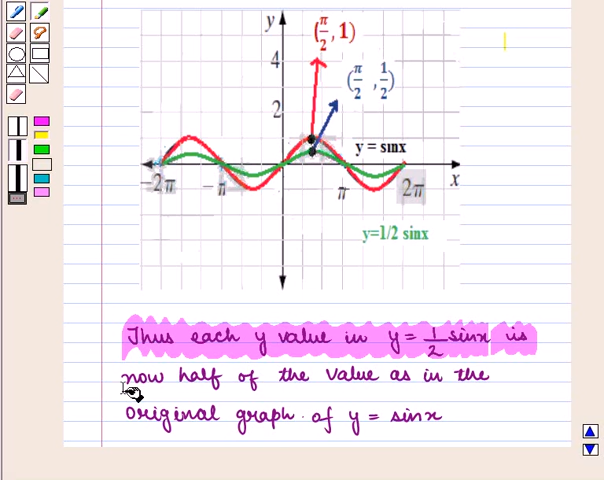 y
(π/2, 1)
4
(π/2, 1/2)
2
y = sinx
−2π
−π
π
2π
x
y=1/2 sinx
Thus each y value in y = 1/2 sinx is
now half of the value as in the
original graph of y = sinx